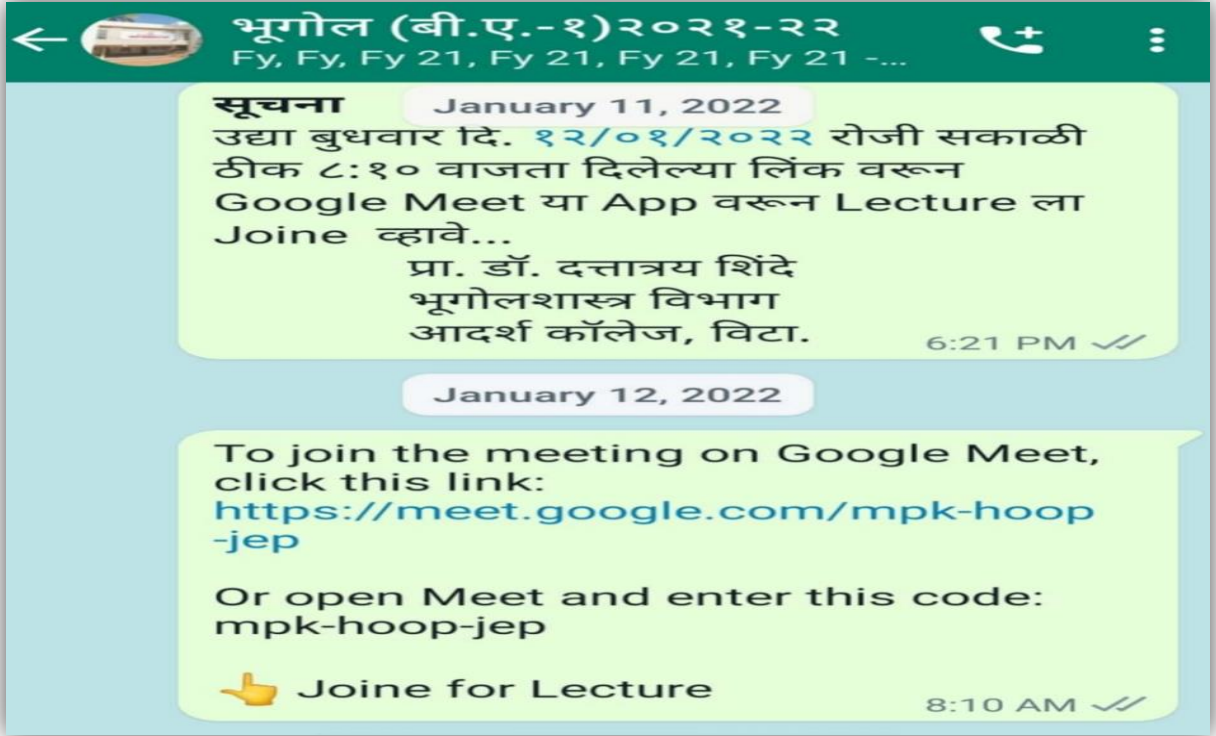 भूगोल (बी.ए.-१)२०२१-२२
Fy, Fy, Fy 21, Fy 21, Fy 21, Fy 21 -...
सूचना
January 11, 2022
उद्या बुधवार दि. १२/०१/२०२२ रोजी सकाळी
ठीक ८:१० वाजता दिलेल्या लिंक वरून
Google Meet या App वरून Lecture ला
Joine व्हावे...
प्रा. डॉ. दत्तात्रय शिंदे
भूगोलशास्त्र विभाग
आदर्श कॉलेज, विटा.
6:21 PM
January 12, 2022
To join the meeting on Google Meet,
click this link:
https://meet.google.com/mpk-hoop
-jep
Or open Meet and enter this code:
mpk-hoop-jep
👆 Joine for Lecture
8:10 AM